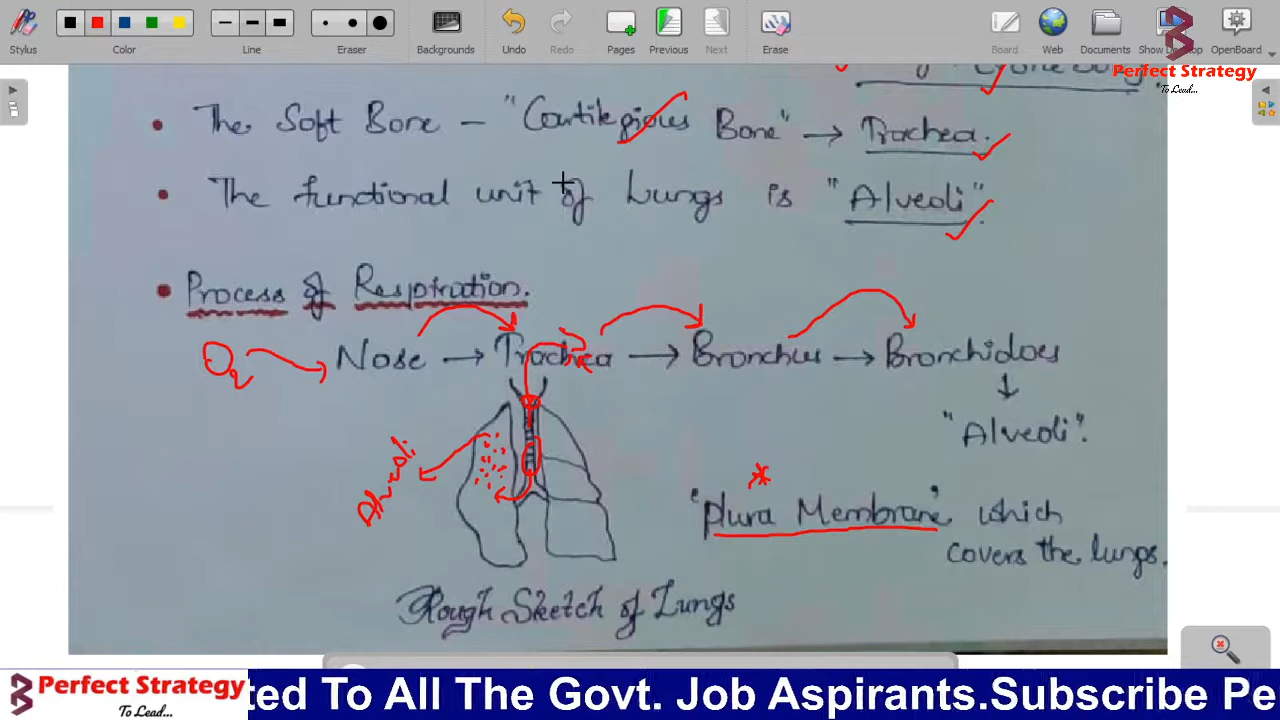 Stylus
Color
Line
Eraser
Backgrounds
Undo
Redo
Pages
Previous
Next
Erase
Board
Web
Documents
OpenBoard
Perfect Strategy
"To Lead...
• The Soft Bone - "Cartilegious Bone" → Trachea.
• The functional unit of Lungs is "Alveoli".
• Process of Respiration.
O₂ Nose → Trachea → Bronchus → Bronchidoes
↓
"Alveoli".
Alveoli
"plura Membrane" which
covers the lungs.
Rough Sketch of Lungs
Perfect Strategy
To Lead...
ted To All The Govt. Job Aspirants.Subscribe Pe